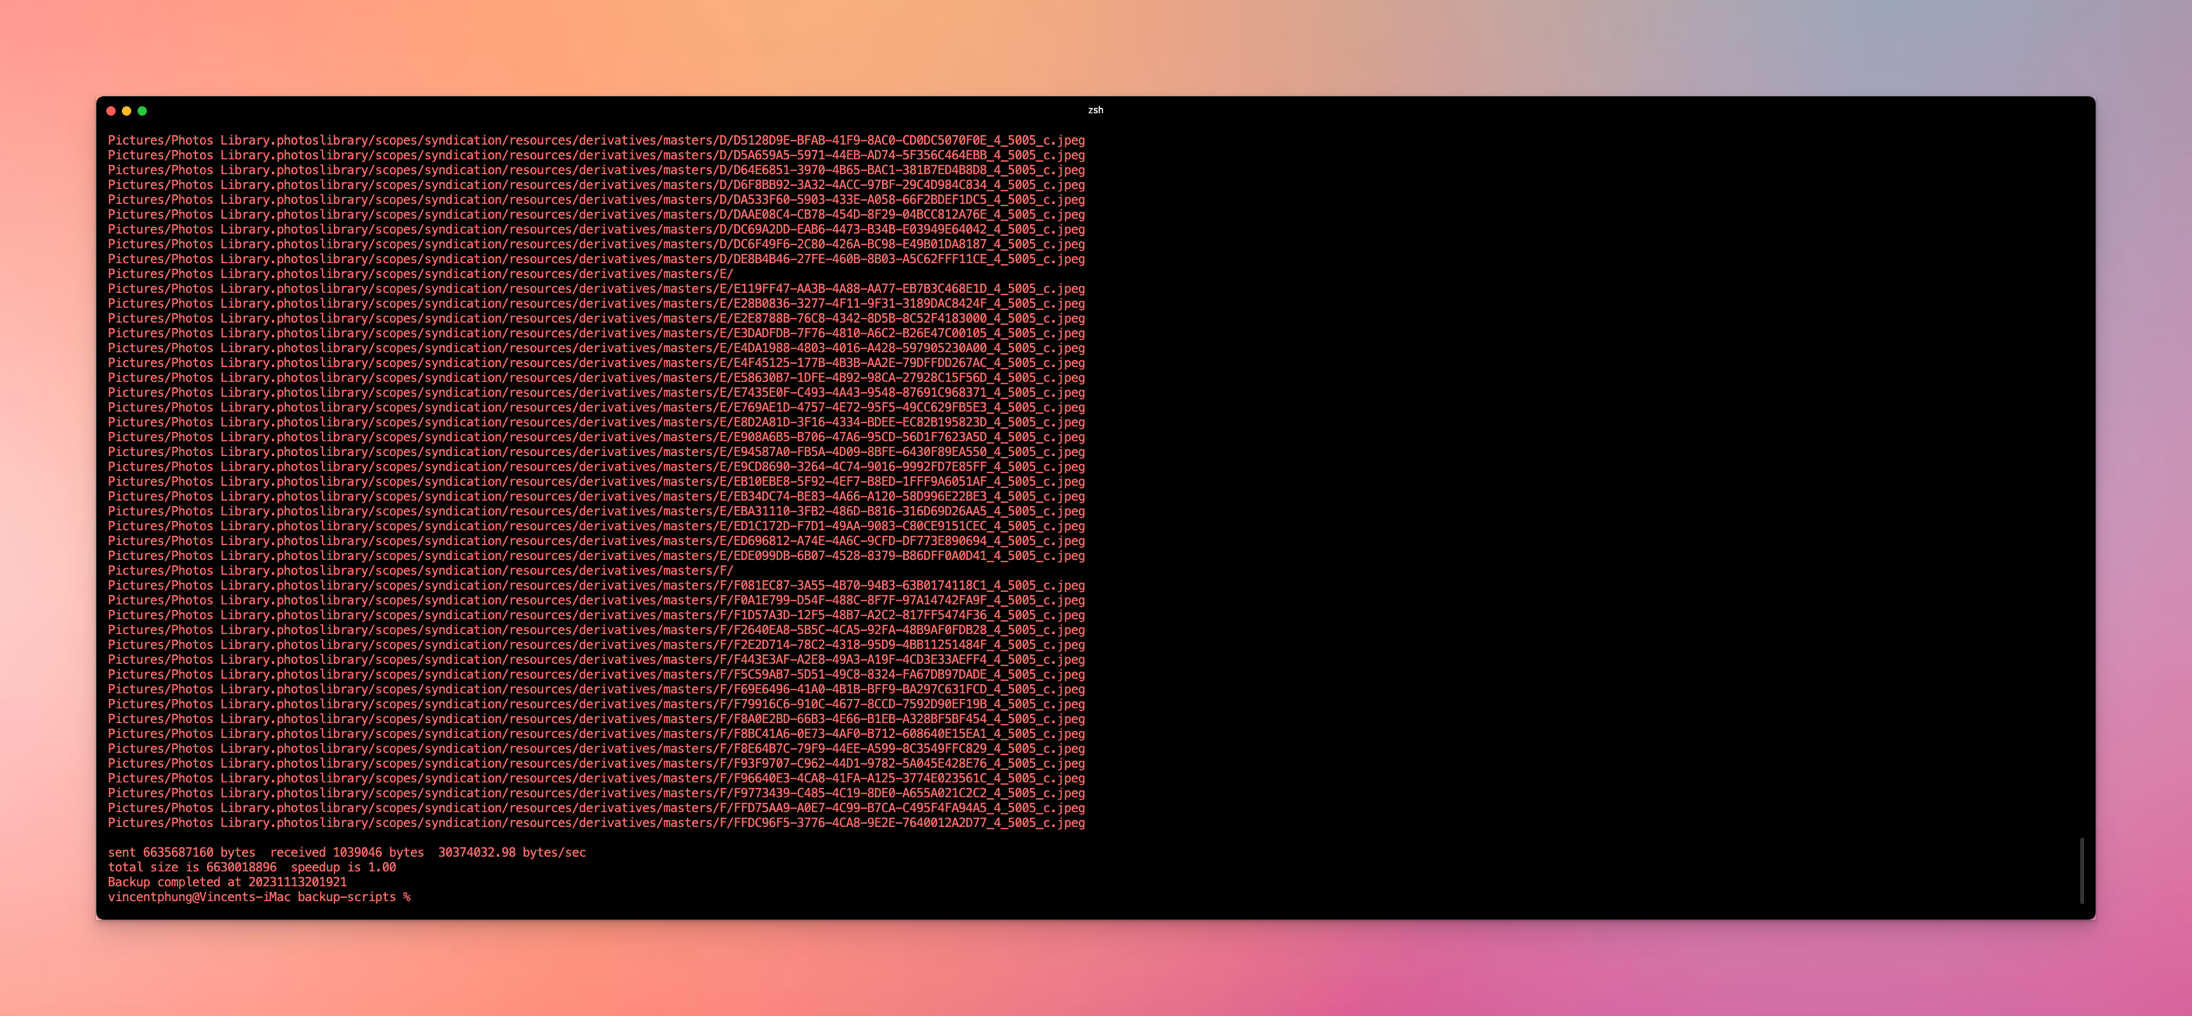 zsh
Pictures/Photos Library.photoslibrary/scopes/syndication/resources/derivatives/masters/D/D5128D9E-BFAB-41F9-8AC0-CD0DC5070F0E_4_5005_c.jpeg
Pictures/Photos Library.photoslibrary/scopes/syndication/resources/derivatives/masters/D/D5A659A5-5971-44EB-AD74-5F356C464EBB_4_5005_c.jpeg
Pictures/Photos Library.photoslibrary/scopes/syndication/resources/derivatives/masters/D/D64E6851-3970-4B65-BAC1-381B7ED4B8D8_4_5005_c.jpeg
Pictures/Photos Library.photoslibrary/scopes/syndication/resources/derivatives/masters/D/D6F8BB92-3A32-4ACC-97BF-29C4D984C834_4_5005_c.jpeg
Pictures/Photos Library.photoslibrary/scopes/syndication/resources/derivatives/masters/D/DA533F60-5903-433E-A058-66F2BDEF1DC5_4_5005_c.jpeg
Pictures/Photos Library.photoslibrary/scopes/syndication/resources/derivatives/masters/D/DAAE08C4-CB78-454D-8F29-04BCC812A76E_4_5005_c.jpeg
Pictures/Photos Library.photoslibrary/scopes/syndication/resources/derivatives/masters/D/DC69A2DD-EAB6-4473-B34B-E03949E64042_4_5005_c.jpeg
Pictures/Photos Library.photoslibrary/scopes/syndication/resources/derivatives/masters/D/DC6F49F6-2C80-426A-BC98-E49B01DA8187_4_5005_c.jpeg
Pictures/Photos Library.photoslibrary/scopes/syndication/resources/derivatives/masters/D/DE8B4B46-27FE-460B-8B03-A5C62FFF11CE_4_5005_c.jpeg
Pictures/Photos Library.photoslibrary/scopes/syndication/resources/derivatives/masters/E/
Pictures/Photos Library.photoslibrary/scopes/syndication/resources/derivatives/masters/E/E119FF47-AA3B-4A88-AA77-EB7B3C468E1D_4_5005_c.jpeg
Pictures/Photos Library.photoslibrary/scopes/syndication/resources/derivatives/masters/E/E28B0836-3277-4F11-9F31-3189DAC8424F_4_5005_c.jpeg
Pictures/Photos Library.photoslibrary/scopes/syndication/resources/derivatives/masters/E/E2E8788B-76C8-4342-8D5B-8C52F4183000_4_5005_c.jpeg
Pictures/Photos Library.photoslibrary/scopes/syndication/resources/derivatives/masters/E/E3DADFDB-7F76-4810-A6C2-B26E47C00105_4_5005_c.jpeg
Pictures/Photos Library.photoslibrary/scopes/syndication/resources/derivatives/masters/E/E4DA1988-4803-4016-A428-597905230A00_4_5005_c.jpeg
Pictures/Photos Library.photoslibrary/scopes/syndication/resources/derivatives/masters/E/E4F45125-177B-4B3B-AA2E-79DFFDD267AC_4_5005_c.jpeg
Pictures/Photos Library.photoslibrary/scopes/syndication/resources/derivatives/masters/E/E58630B7-1DFE-4B92-98CA-27928C15F56D_4_5005_c.jpeg
Pictures/Photos Library.photoslibrary/scopes/syndication/resources/derivatives/masters/E/E7435E0F-C493-4A43-9548-87691C968371_4_5005_c.jpeg
Pictures/Photos Library.photoslibrary/scopes/syndication/resources/derivatives/masters/E/E769AE1D-4757-4E72-95F5-49CC629FB5E3_4_5005_c.jpeg
Pictures/Photos Library.photoslibrary/scopes/syndication/resources/derivatives/masters/E/E8D2A81D-3F16-4334-BDEE-EC82B195823D_4_5005_c.jpeg
Pictures/Photos Library.photoslibrary/scopes/syndication/resources/derivatives/masters/E/E908A6B5-B706-47A6-95CD-56D1F7623A5D_4_5005_c.jpeg
Pictures/Photos Library.photoslibrary/scopes/syndication/resources/derivatives/masters/E/E94587A0-FB5A-4D09-8BFE-6430F89EA550_4_5005_c.jpeg
Pictures/Photos Library.photoslibrary/scopes/syndication/resources/derivatives/masters/E/E9CD8690-3264-4C74-9016-9992FD7E85FF_4_5005_c.jpeg
Pictures/Photos Library.photoslibrary/scopes/syndication/resources/derivatives/masters/E/EB10EBE8-5F92-4EF7-B8ED-1FFF9A6051AF_4_5005_c.jpeg
Pictures/Photos Library.photoslibrary/scopes/syndication/resources/derivatives/masters/E/EB34DC74-BE83-4A66-A120-58D996E22BE3_4_5005_c.jpeg
Pictures/Photos Library.photoslibrary/scopes/syndication/resources/derivatives/masters/E/EBA31110-3FB2-486D-B816-316D69D26AA5_4_5005_c.jpeg
Pictures/Photos Library.photoslibrary/scopes/syndication/resources/derivatives/masters/E/ED1C172D-F7D1-49AA-9083-C80CE9151CEC_4_5005_c.jpeg
Pictures/Photos Library.photoslibrary/scopes/syndication/resources/derivatives/masters/E/ED696812-A74E-4A6C-9CFD-DF773E890694_4_5005_c.jpeg
Pictures/Photos Library.photoslibrary/scopes/syndication/resources/derivatives/masters/E/EDE099DB-6B07-4528-8379-B86DFF0A0D41_4_5005_c.jpeg
Pictures/Photos Library.photoslibrary/scopes/syndication/resources/derivatives/masters/F/
Pictures/Photos Library.photoslibrary/scopes/syndication/resources/derivatives/masters/F/F081EC87-3A55-4B70-94B3-63B0174118C1_4_5005_c.jpeg
Pictures/Photos Library.photoslibrary/scopes/syndication/resources/derivatives/masters/F/F0A1E799-D54F-488C-8F7F-97A14742FA9F_4_5005_c.jpeg
Pictures/Photos Library.photoslibrary/scopes/syndication/resources/derivatives/masters/F/F1D57A3D-12F5-48B7-A2C2-817FF5474F36_4_5005_c.jpeg
Pictures/Photos Library.photoslibrary/scopes/syndication/resources/derivatives/masters/F/F2640EA8-5B5C-4CA5-92FA-48B9AF0FDB28_4_5005_c.jpeg
Pictures/Photos Library.photoslibrary/scopes/syndication/resources/derivatives/masters/F/F2E2D714-78C2-4318-95D9-4BB11251484F_4_5005_c.jpeg
Pictures/Photos Library.photoslibrary/scopes/syndication/resources/derivatives/masters/F/F443E3AF-A2E8-49A3-A19F-4CD3E33AEFF4_4_5005_c.jpeg
Pictures/Photos Library.photoslibrary/scopes/syndication/resources/derivatives/masters/F/F5C59AB7-5D51-49C8-8324-FA67DB97DADE_4_5005_c.jpeg
Pictures/Photos Library.photoslibrary/scopes/syndication/resources/derivatives/masters/F/F69E6496-41A0-4B1B-BFF9-BA297C631FCD_4_5005_c.jpeg
Pictures/Photos Library.photoslibrary/scopes/syndication/resources/derivatives/masters/F/F79916C6-910C-4677-8CCD-7592D90EF19B_4_5005_c.jpeg
Pictures/Photos Library.photoslibrary/scopes/syndication/resources/derivatives/masters/F/F8A0E2BD-66B3-4E66-B1EB-A328BF5BF454_4_5005_c.jpeg
Pictures/Photos Library.photoslibrary/scopes/syndication/resources/derivatives/masters/F/F8BC41A6-0E73-4AF0-B712-608640E15EA1_4_5005_c.jpeg
Pictures/Photos Library.photoslibrary/scopes/syndication/resources/derivatives/masters/F/F8E64B7C-79F9-44EE-A599-8C3549FFC829_4_5005_c.jpeg
Pictures/Photos Library.photoslibrary/scopes/syndication/resources/derivatives/masters/F/F93F9707-C962-44D1-9782-5A045E428E76_4_5005_c.jpeg
Pictures/Photos Library.photoslibrary/scopes/syndication/resources/derivatives/masters/F/F96640E3-4CA8-41FA-A125-3774E023561C_4_5005_c.jpeg
Pictures/Photos Library.photoslibrary/scopes/syndication/resources/derivatives/masters/F/F9773439-C485-4C19-8DE0-A655A021C2C2_4_5005_c.jpeg
Pictures/Photos Library.photoslibrary/scopes/syndication/resources/derivatives/masters/F/FFD75AA9-A0E7-4C99-B7CA-C495F4FA94A5_4_5005_c.jpeg
Pictures/Photos Library.photoslibrary/scopes/syndication/resources/derivatives/masters/F/FFDC96F5-3776-4CA8-9E2E-7640012A2D77_4_5005_c.jpeg
sent 6635687160 bytes  received 1039046 bytes  30374032.98 bytes/sec
total size is 6630018896  speedup is 1.00
Backup completed at 20231113201921
vincentphung@Vincents-iMac backup-scripts %